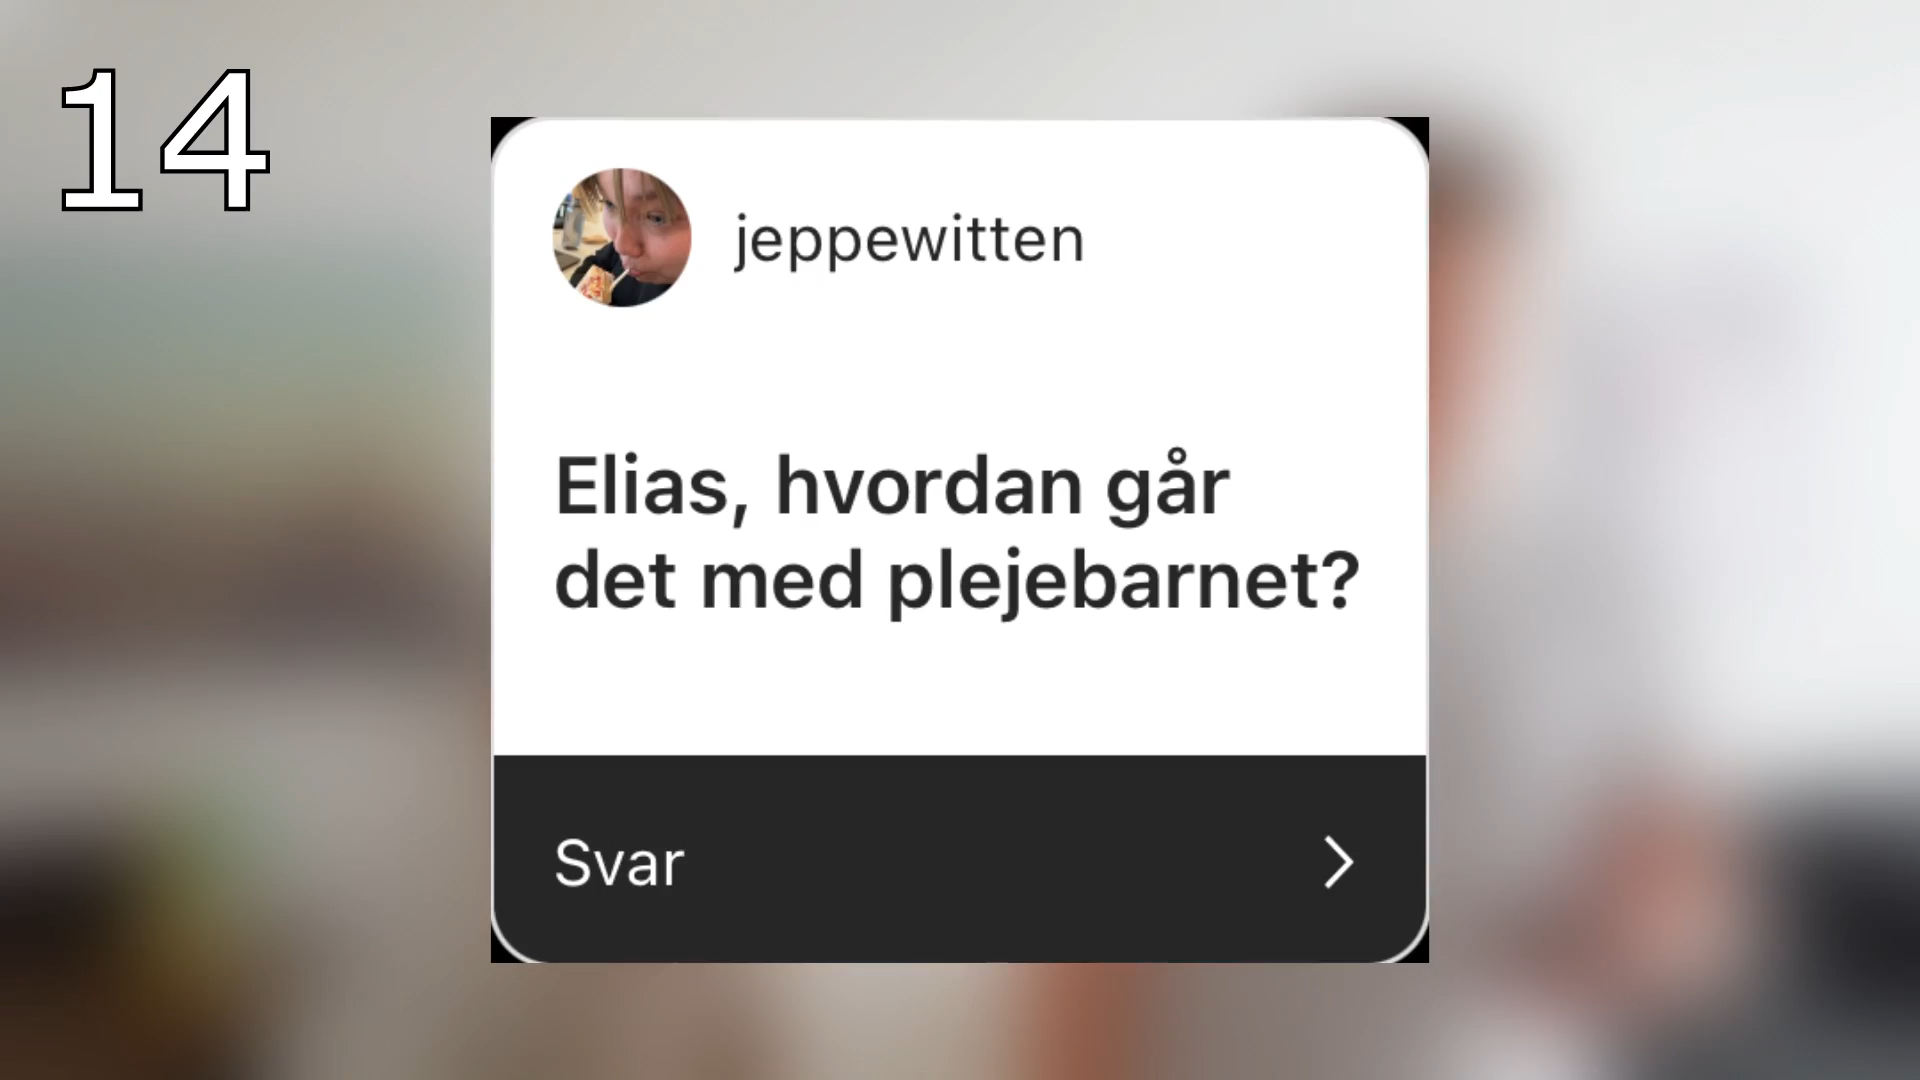 14
jeppewitten
Elias, hvordan går
det med plejebarnet?
Svar